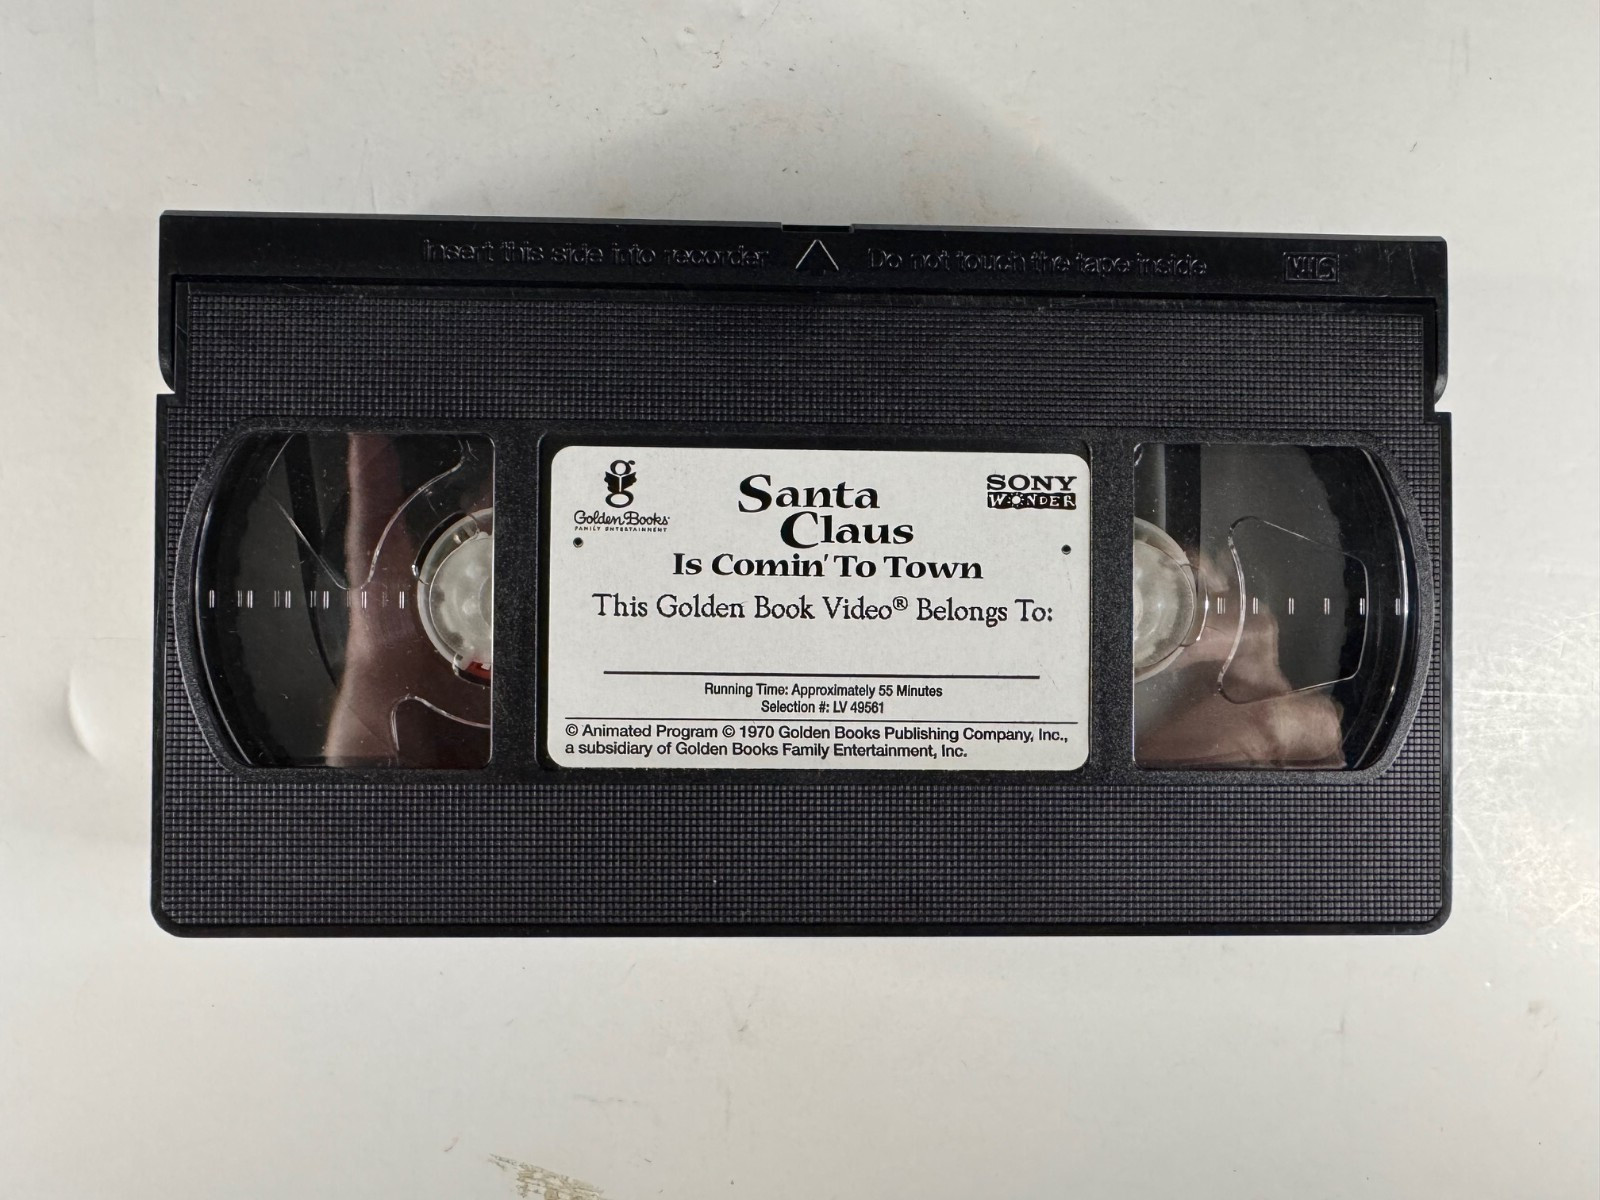 Insert this side into recorder Do not touch the tape inside VHS
Golden Books
FAMILY ENTERTAINMENT
Santa
Claus
Is Comin' To Town
SONY
WONDER
This Golden Book Video® Belongs To:
Running Time: Approximately 55 Minutes
Selection #: LV 49561
© Animated Program © 1970 Golden Books Publishing Company, Inc.,
a subsidiary of Golden Books Family Entertainment, Inc.